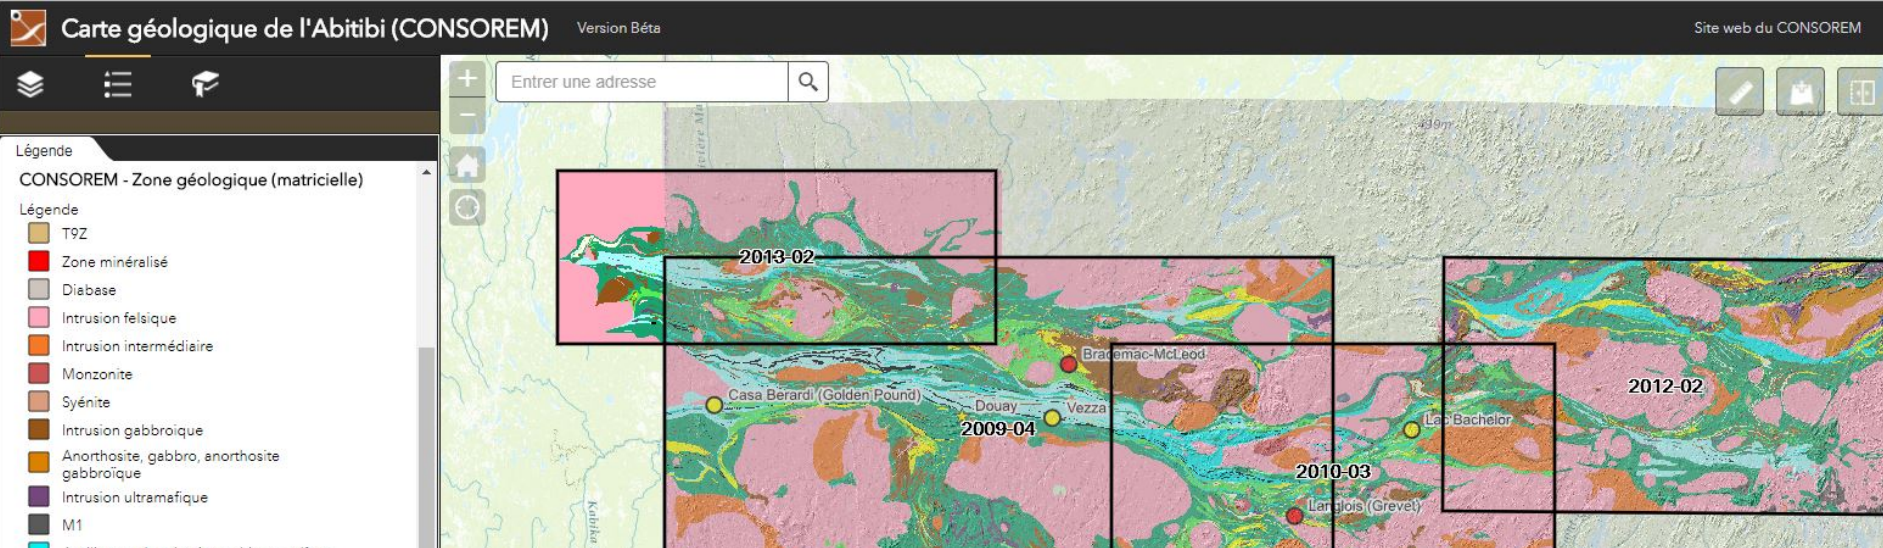 Carte géologique de l'Abitibi (CONSOREM)
Version Béta
Site web du CONSOREM
Entrer une adresse
Légende
CONSOREM - Zone géologique (matricielle)
Légende
T9Z
Zone minéralisé
Diabase
Intrusion felsique
Intrusion intermédiaire
Monzonite
Syénite
Intrusion gabbroique
Anorthosite, gabbro, anorthosite
gabbroïque
Intrusion ultramafique
M1
2013-02
Bracemac-McLeod
Casa Berardi (Golden Pound)
Douay
Vezza
2009-04
2012-02
Lac Bachelor
2010-03
Langlois (Grevet)